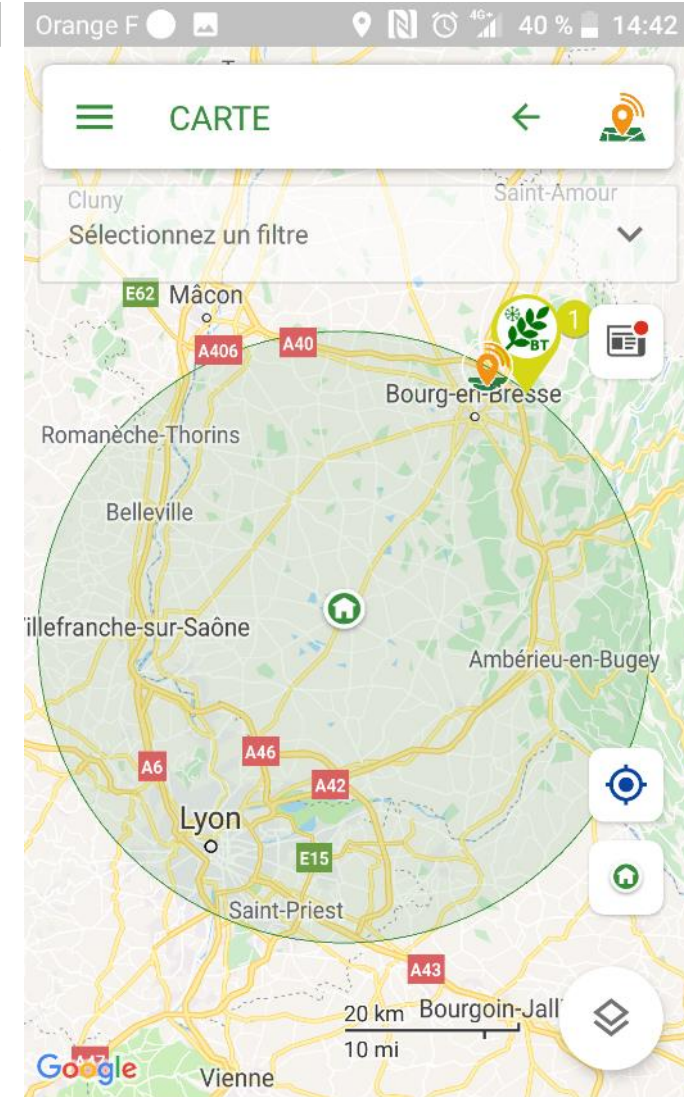 Orange F 4G+ 40 % 14:42
CARTE
Cluny
Saint-Amour
Sélectionnez un filtre
E62 Mâcon
1
BT
A406 A40
Bourg-en-Bresse
Romanèche-Thorins
Belleville
illefranche-sur-Saône
Ambérieu-en-Bugey
A46
A6
A42
Lyon
E15
Saint-Priest
A43
20 km Bourgoin-Jall
10 mi
Google
Vienne